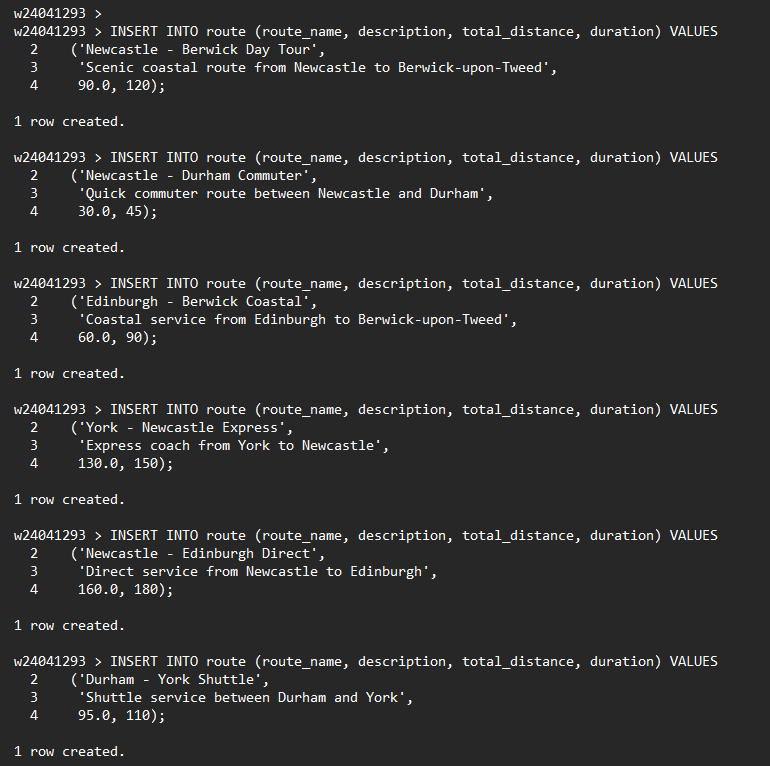 w24041293 >
w24041293 > INSERT INTO route (route_name, description, total_distance, duration) VALUES
  2    ('Newcastle - Berwick Day Tour',
  3     'Scenic coastal route from Newcastle to Berwick-upon-Tweed',
  4     90.0, 120);

1 row created.

w24041293 > INSERT INTO route (route_name, description, total_distance, duration) VALUES
  2    ('Newcastle - Durham Commuter',
  3     'Quick commuter route between Newcastle and Durham',
  4     30.0, 45);

1 row created.

w24041293 > INSERT INTO route (route_name, description, total_distance, duration) VALUES
  2    ('Edinburgh - Berwick Coastal',
  3     'Coastal service from Edinburgh to Berwick-upon-Tweed',
  4     60.0, 90);

1 row created.

w24041293 > INSERT INTO route (route_name, description, total_distance, duration) VALUES
  2    ('York - Newcastle Express',
  3     'Express coach from York to Newcastle',
  4     130.0, 150);

1 row created.

w24041293 > INSERT INTO route (route_name, description, total_distance, duration) VALUES
  2    ('Newcastle - Edinburgh Direct',
  3     'Direct service from Newcastle to Edinburgh',
  4     160.0, 180);

1 row created.

w24041293 > INSERT INTO route (route_name, description, total_distance, duration) VALUES
  2    ('Durham - York Shuttle',
  3     'Shuttle service between Durham and York',
  4     95.0, 110);

1 row created.